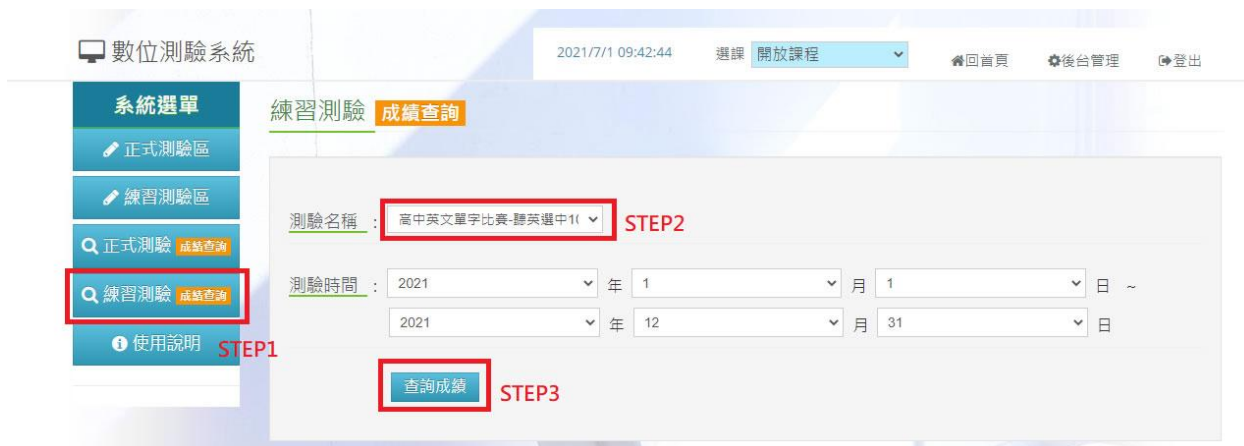 數位測驗系統
2021/7/1 09:42:44 選課 開放課程 回首頁 後台管理 登出
系統選單
正式測驗區
練習測驗區
正式測驗 成績查詢
練習測驗 成績查詢
使用說明 STEP1
練習測驗 成績查詢
測驗名稱 : 高中英文單字比賽-聽英選中1( STEP2
測驗時間 : 2021 年 1 月 1 日 ~
2021 年 12 月 31 日
查詢成績 STEP3